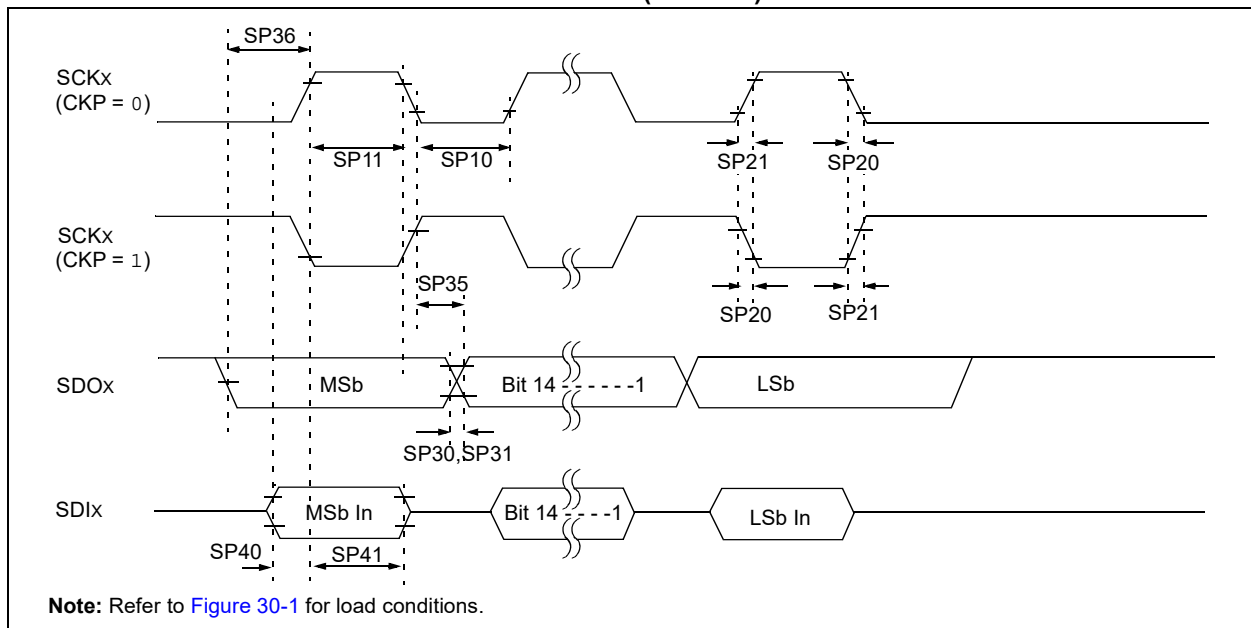 SP36
SCKx
(CKP = 0)
SP11
SP10
SP21
SP20
SCKx
(CKP = 1)
SP35
SP20
SP21
SDOx
MSb
Bit 14 - - - - - -1
LSb
SP30,SP31
SDIx
MSb In
Bit 14 - - - - -1
LSb In
SP40
SP41
Note: Refer to Figure 30-1 for load conditions.